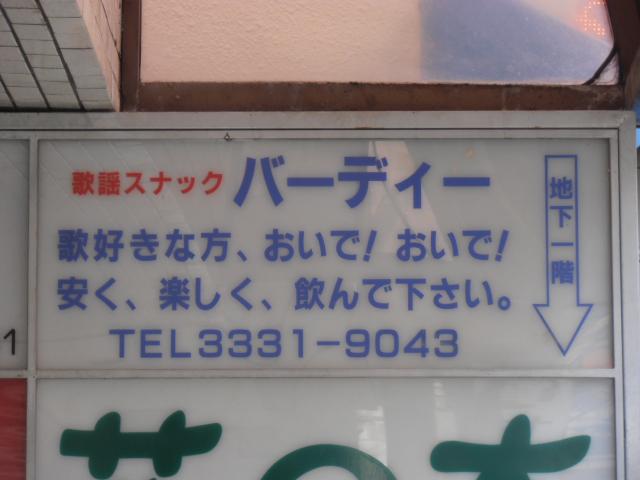 歌謡スナック バーディー
歌好きな方、おいで! おいで!
安く、楽しく、飲んで下さい。
TEL3331-9043
地下一階
1